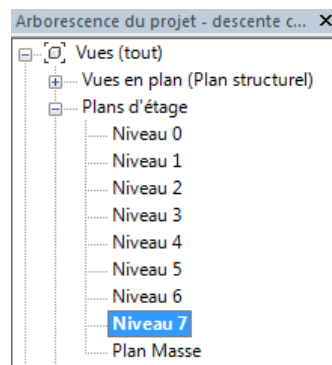 Arborescence du projet - descente c...
Vues (tout)
Vues en plan (Plan structurel)
Plans d'étage
Niveau 0
Niveau 1
Niveau 2
Niveau 3
Niveau 4
Niveau 5
Niveau 6
Niveau 7
Plan Masse